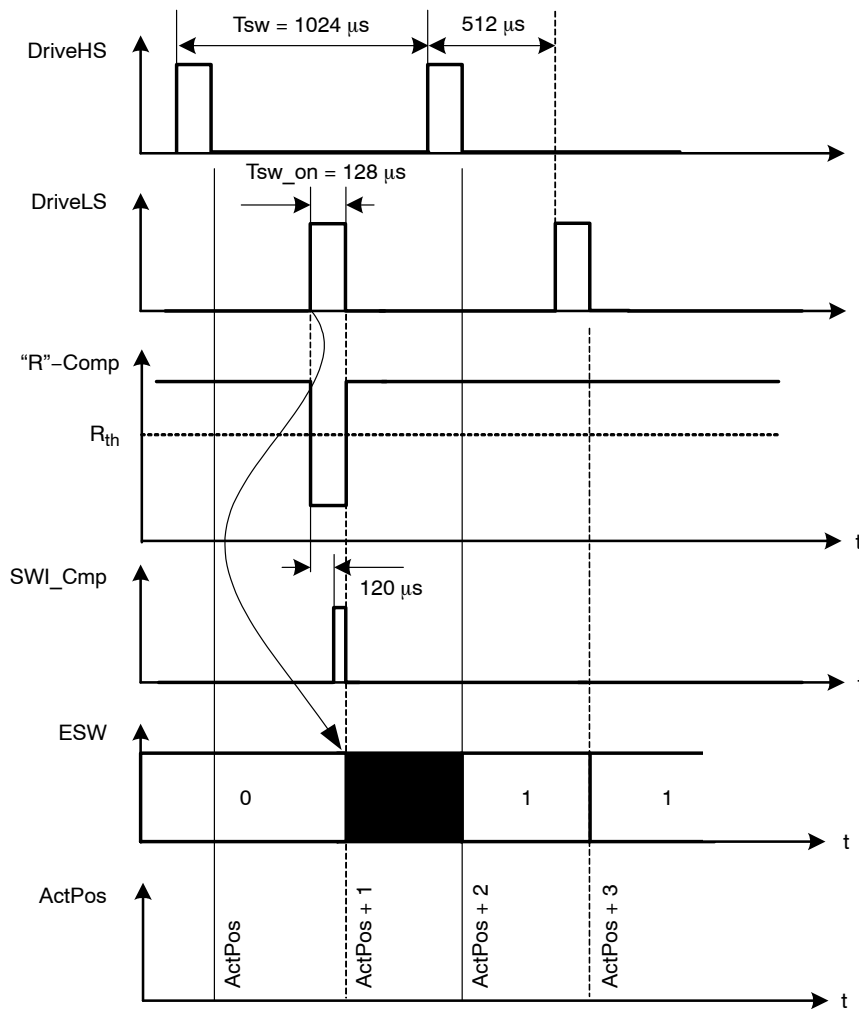 Tsw = 1024 μs
512 μs
DriveHS
t
Tsw_on = 128 μs
DriveLS
t
“R”−Comp
Rth
t
SWI_Cmp
120 μs
ESW
0
1
1
t
ActPos
ActPos
ActPos + 1
ActPos + 2
ActPos + 3
t